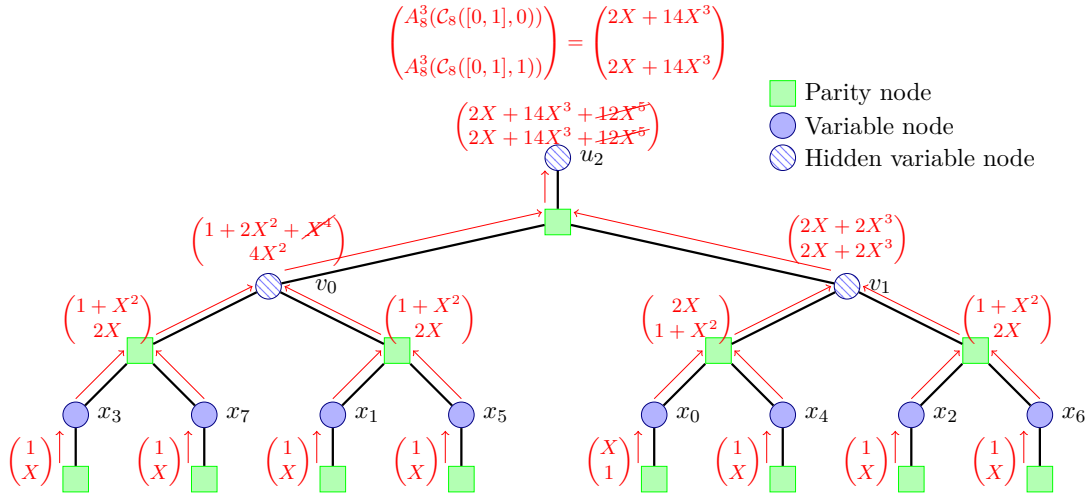 (A_8^3(C_8([0, 1], 0)) A_8^3(C_8([0, 1], 1))) = (2X + 14X^3 2X + 14X^3)
Parity node
Variable node
Hidden variable node
(2X + 14X^3 + 12X^5
2X + 14X^3 + 12X^5)
u_2
(1 + 2X^2 + X^4
4X^2)
(2X + 2X^3
2X + 2X^3)
v_0
v_1
(1 + X^2
2X)
(1 + X^2
2X)
(2X
1 + X^2)
(1 + X^2
2X)
x_3
x_7
x_1
x_5
x_0
x_4
x_2
x_6
(1
X)
(1
X)
(1
X)
(1
X)
(X
1)
(1
X)
(1
X)
(1
X)